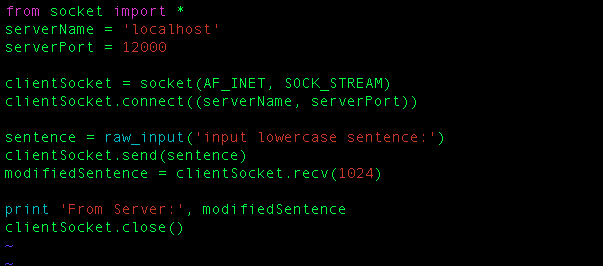 from socket import *
serverName = 'localhost'
serverPort = 12000
clientSocket = socket(AF_INET, SOCK_STREAM)
clientSocket.connect((serverName, serverPort))
sentence = raw_input('input lowercase sentence:')
clientSocket.send(sentence)
modifiedSentence = clientSocket.recv(1024)
print 'From Server:', modifiedSentence
clientSocket.close()
~
~